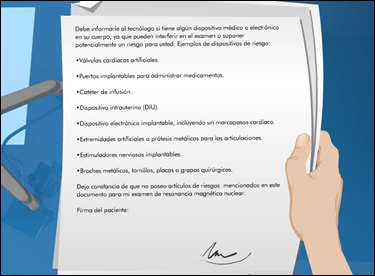 Debe informarle al tecnólogo si tiene algún dispositivo médico o electrónico
en su cuerpo, ya que pueden interferir en el examen o suponer
potencialmente un riesgo para usted. Ejemplos de dispositivos de riesgo:
•Válvulas cardíacas artificiales.
•Puertos implantables para administrar medicamentos.
•Catéter de infusión.
•Dispositivo intrauterino (DIU).
•Dispositivo electrónico implantable, incluyendo un marcapasos cardíaco.
•Extremidades artificiales o prótesis metálicas para las articulaciones.
•Estimuladores nerviosos implantables.
•Broches metálicos, tornillos, placas o grapas quirúrgicas.
Dejo constancia de que no poseo artículos de riesgos mencionados en este
documento para mi examen de resonancia magnética nuclear.
Firma del paciente: